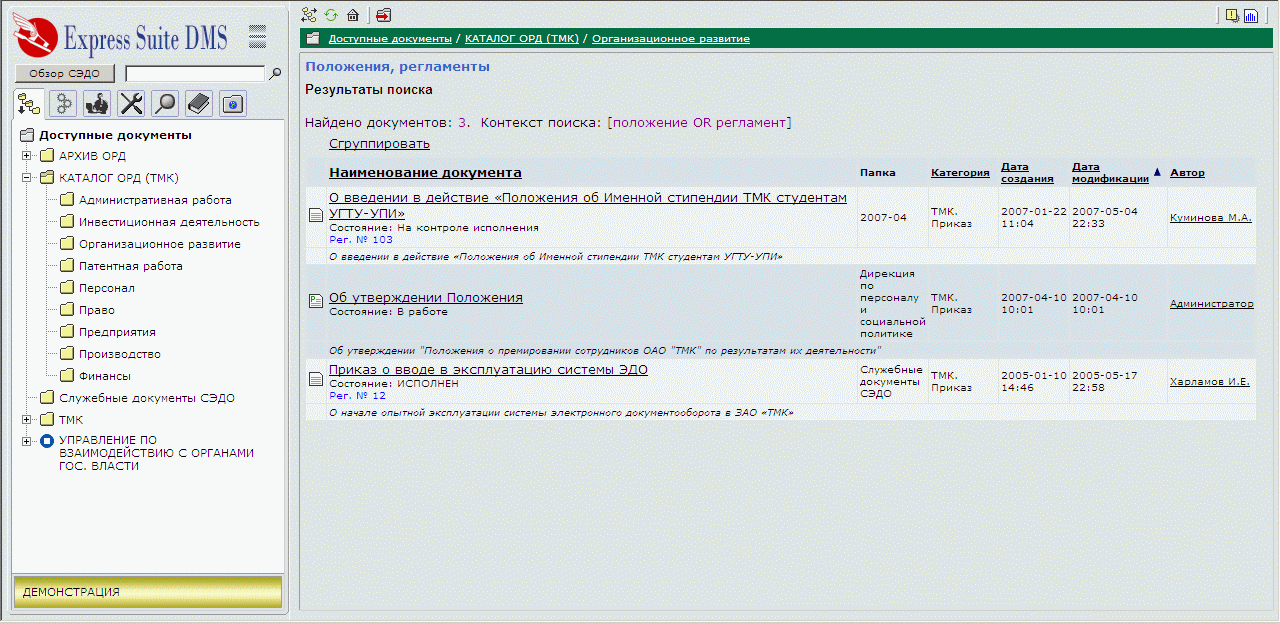 Express Suite DMS
Обзор СЭДО
Доступные документы
АРХИВ ОРД
КАТАЛОГ ОРД (ТМК)
Административная работа
Инвестиционная деятельность
Организационное развитие
Патентная работа
Персонал
Право
Предприятия
Производство
Финансы
Служебные документы СЭДО
ТМК
УПРАВЛЕНИЕ ПО
ВЗАИМОДЕЙСТВИЮ С ОРГАНАМИ
ГОС. ВЛАСТИ
ДЕМОНСТРАЦИЯ
Доступные документы / КАТАЛОГ ОРД (ТМК) / Организационное развитие
Положения, регламенты
Результаты поиска
Найдено документов: 3. Контекст поиска: [положение OR регламент]
Сгруппировать
Наименование документа Папка Категория Дата создания Дата модификации Автор
О введении в действие «Положения об Именной стипендии ТМК студентам
УГТУ-УПИ»
Состояние: На контроле исполнения
Рег. № 103
2007-04
ТМК.
Приказ
2007-01-22
11:04
2007-05-04
22:33
Куминова М.А.
О введении в действие «Положения об Именной стипендии ТМК студентам УГТУ-УПИ»
Об утверждении Положения
Состояние: В работе
Дирекция
по
персоналу
и
социальной
политике
ТМК.
Приказ
2007-04-10
10:01
2007-04-10
10:01
Администратор
Об утверждении "Положения о премировании сотрудников ОАО "ТМК" по результатам их деятельности"
Приказ о вводе в эксплуатацию системы ЭДО
Состояние: ИСПОЛНЕН
Рег. № 12
Служебные
документы
СЭДО
ТМК.
Приказ
2005-01-10
14:46
2005-05-17
22:58
Харламов И.Е.
О начале опытной эксплуатации системы электронного документооборота в ЗАО «ТМК»